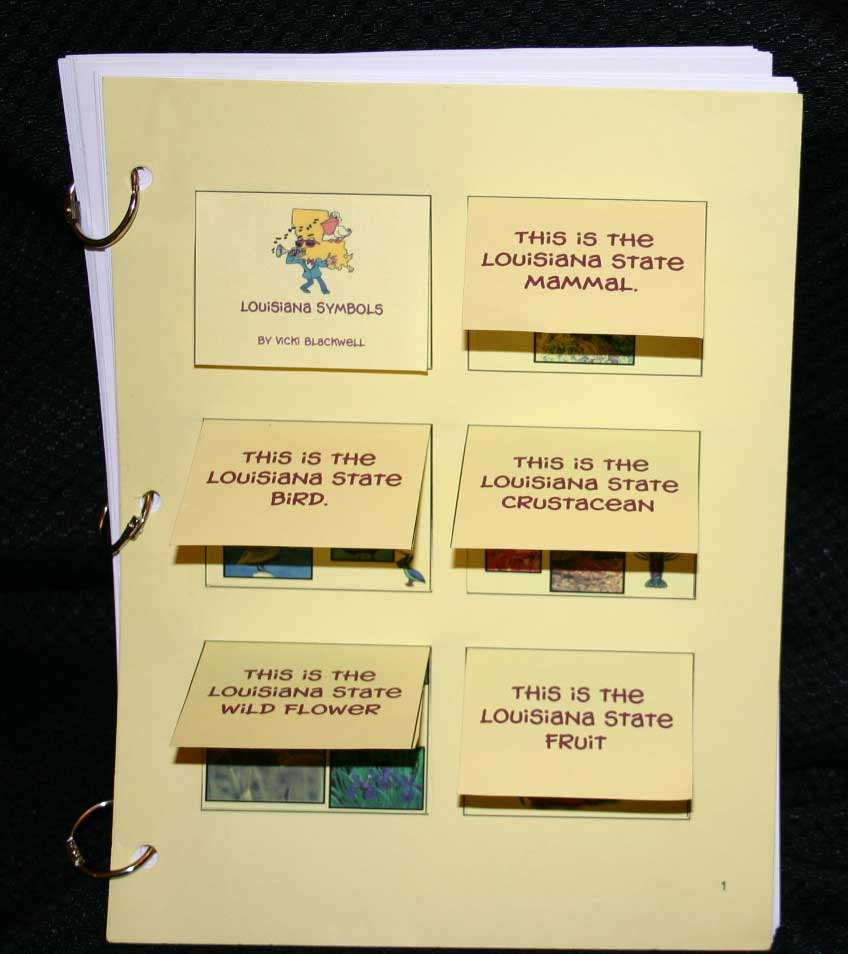 Louisiana Symbols
By Vicki Blackwell
This is the
Louisiana State
Mammal.
This is the
Louisiana State
Bird.
This is the
Louisiana State
Crustacean
This is the
Louisiana State
Wild Flower
This is the
Louisiana State
Fruit
1